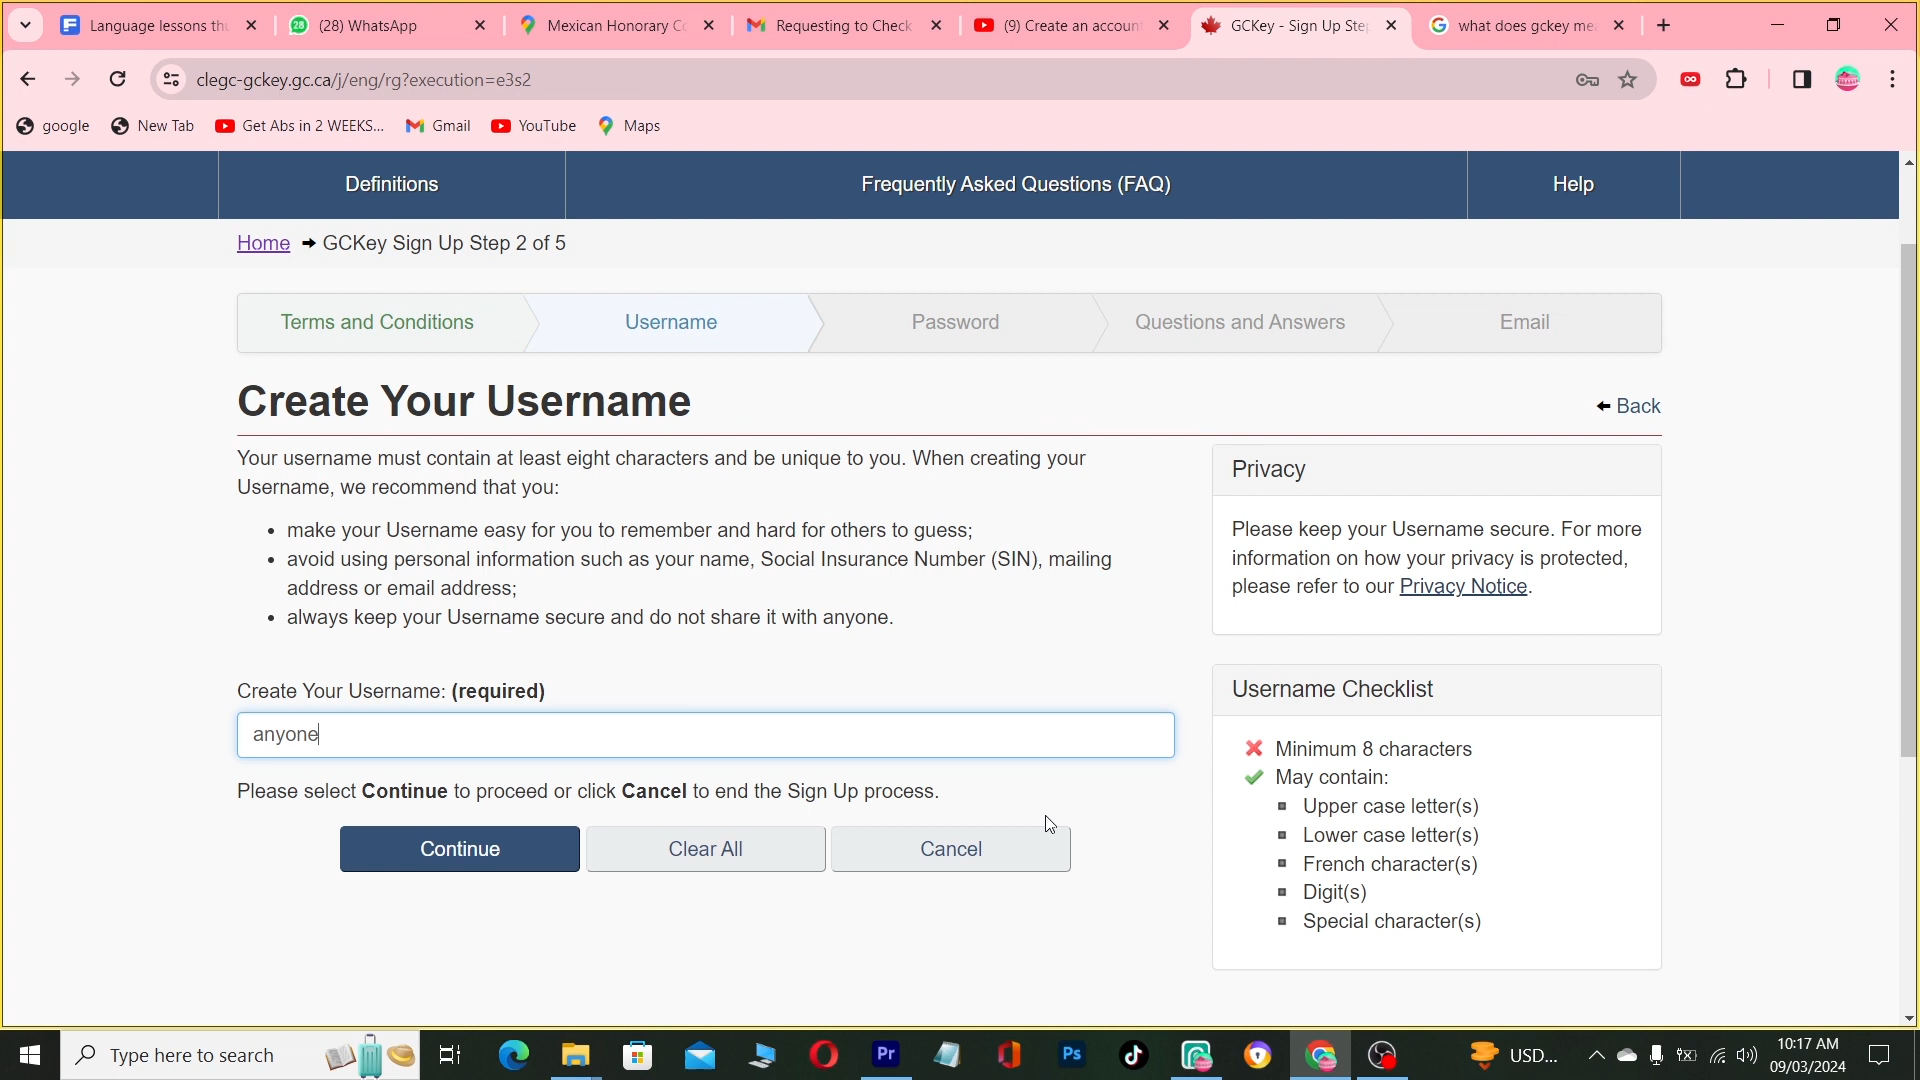 Language lessons th
(28) WhatsApp
Mexican Honorary Co
Requesting to Check
(9) Create an accoun
GCKey - Sign Up Ste
what does gckey me
clegc-gckey.gc.ca/j/eng/rg?execution=e3s2
google
New Tab
Get Abs in 2 WEEKS...
Gmail
YouTube
Maps
Definitions
Frequently Asked Questions (FAQ)
Help
Home GCKey Sign Up Step 2 of 5
Terms and Conditions
Username
Password
Questions and Answers
Email
Create Your Username
Back
Your username must contain at least eight characters and be unique to you. When creating your
Username, we recommend that you:
make your Username easy for you to remember and hard for others to guess;
avoid using personal information such as your name, Social Insurance Number (SIN), mailing
address or email address;
always keep your Username secure and do not share it with anyone.
Create Your Username: (required)
anyone
Please select Continue to proceed or click Cancel to end the Sign Up process.
Continue
Clear All
Cancel
Privacy
Please keep your Username secure. For more
information on how your privacy is protected,
please refer to our Privacy Notice.
Username Checklist
Minimum 8 characters
May contain:
Upper case letter(s)
Lower case letter(s)
French character(s)
Digit(s)
Special character(s)
Type here to search
Pr
Ps
USD...
10:17 AM
09/03/2024